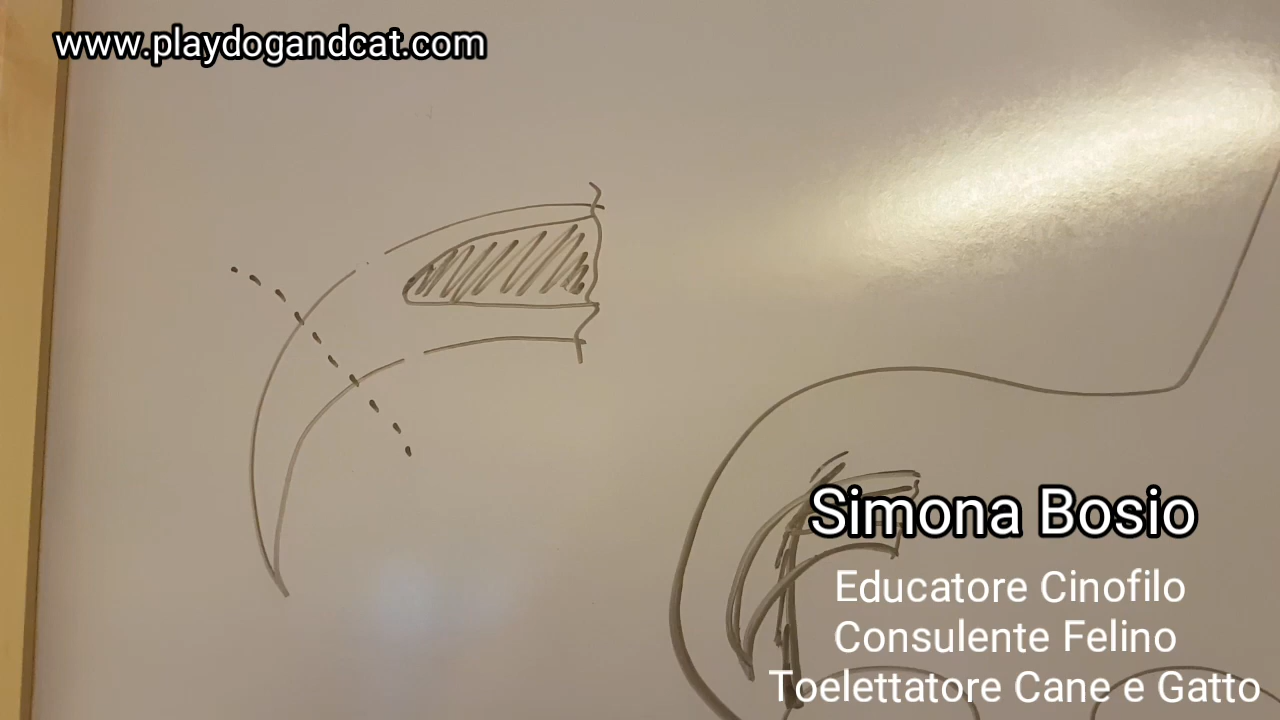 www.playdogandcat.com
Simona Bosio
Educatore Cinofilo
Consulente Felino
Toelettatore Cane e Gatto